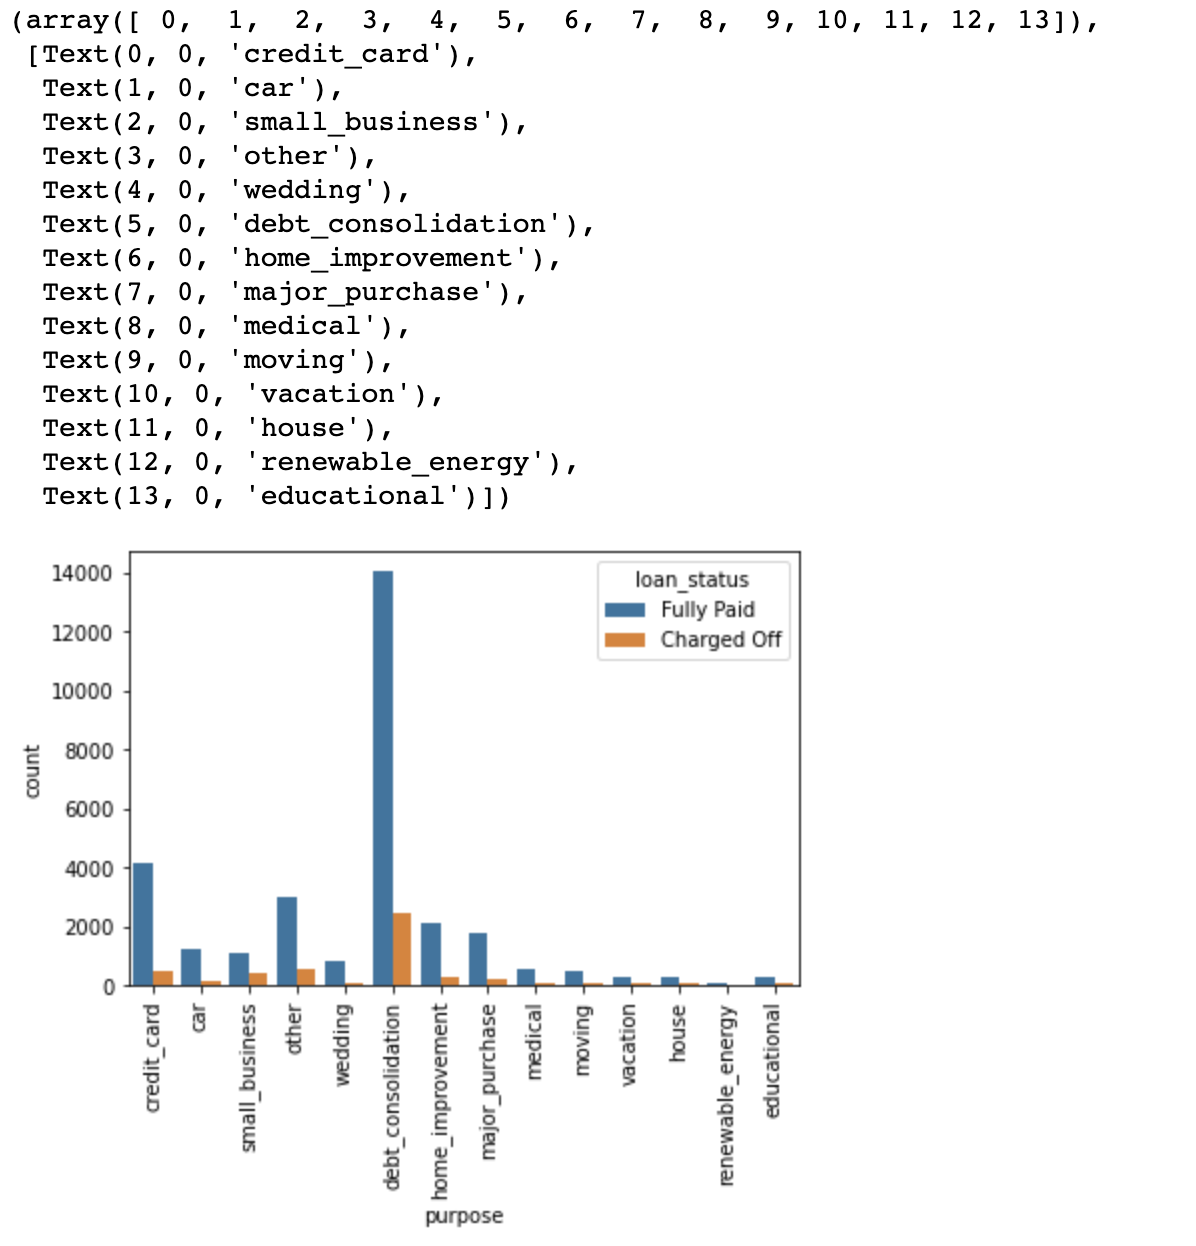 (array([ 0,  1,  2,  3,  4,  5,  6,  7,  8,  9, 10, 11, 12, 13]),
 [Text(0, 0, 'credit_card'),
  Text(1, 0, 'car'),
  Text(2, 0, 'small_business'),
  Text(3, 0, 'other'),
  Text(4, 0, 'wedding'),
  Text(5, 0, 'debt_consolidation'),
  Text(6, 0, 'home_improvement'),
  Text(7, 0, 'major_purchase'),
  Text(8, 0, 'medical'),
  Text(9, 0, 'moving'),
  Text(10, 0, 'vacation'),
  Text(11, 0, 'house'),
  Text(12, 0, 'renewable_energy'),
  Text(13, 0, 'educational')])
loan_status
Fully Paid
Charged Off
14000
12000
10000
8000
6000
4000
2000
0
count
credit_card
car
small_business
other
wedding
debt_consolidation
home_improvement
major_purchase
medical
moving
vacation
house
renewable_energy
educational
purpose